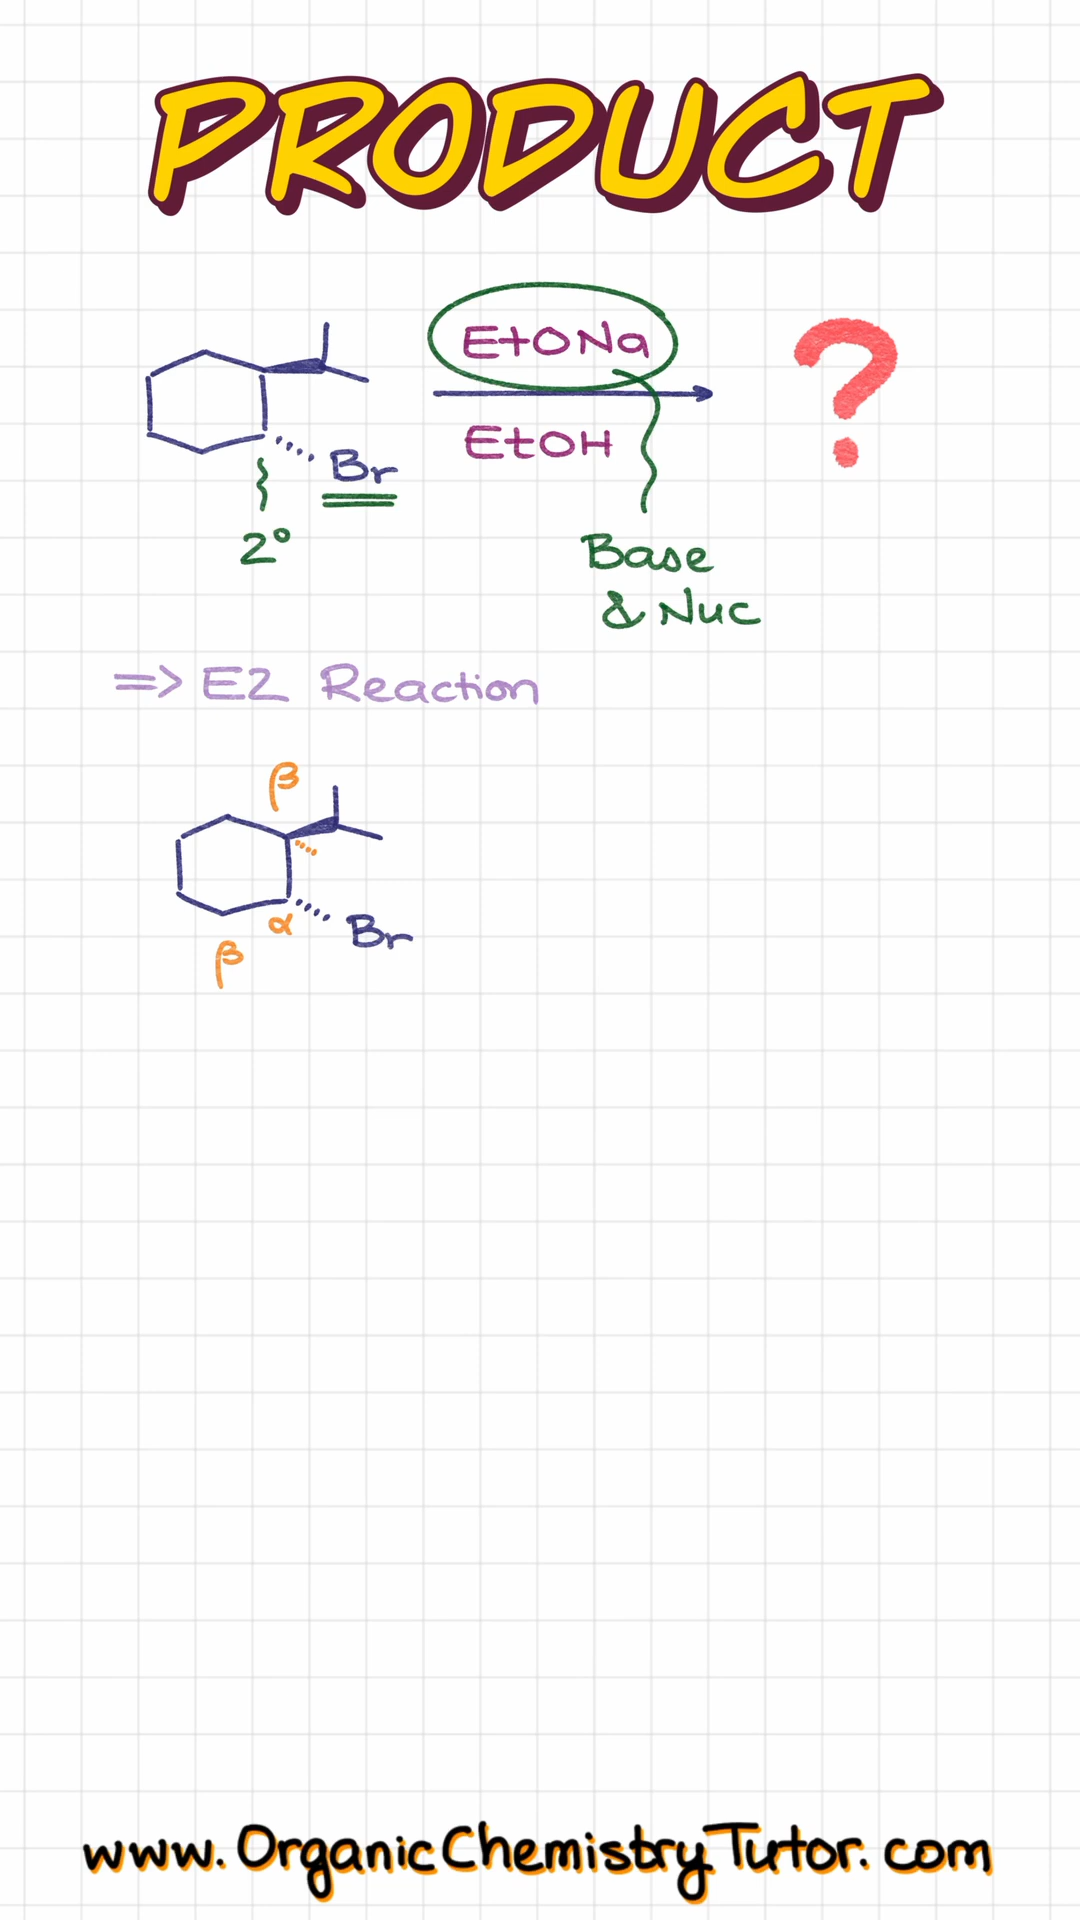 PRODUCT
EtONa
EtOH
Br
2°
Base
& Nuc
=> E2 Reaction
β
α
Br
β
www.OrganicChemistryTutor.com